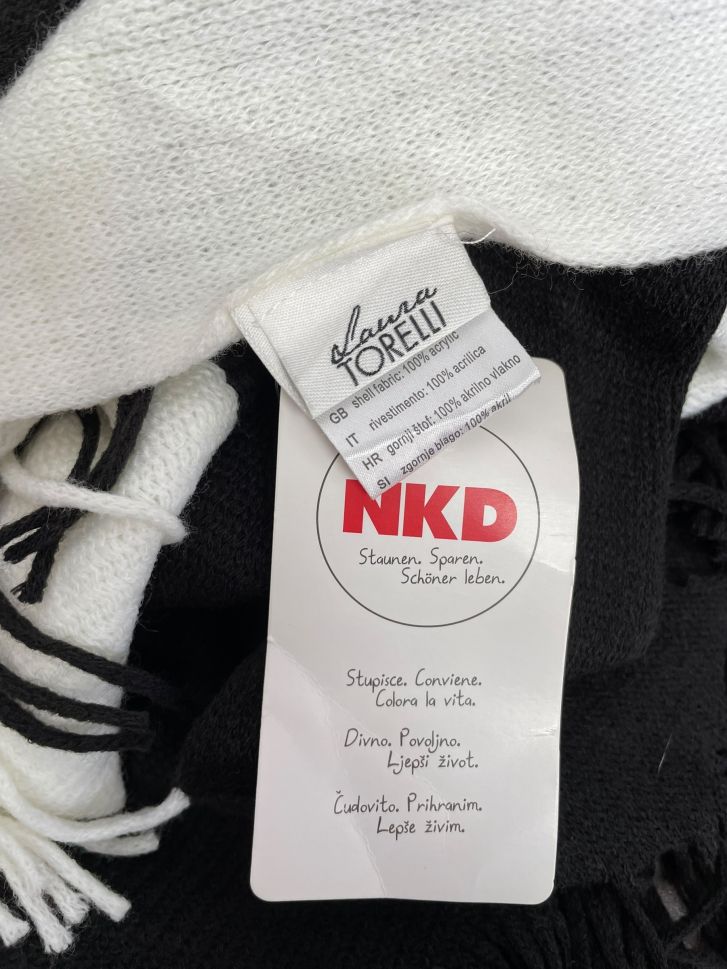 Laura
TORELLI
GB shell fabric: 100% acrylic
IT rivestimento: 100% acrilica
HR gornji štof: 100% akrilno vlakno
SI zgornje blago: 100% akril
NKD
Staunen. Sparen.
Schöner leben.
Stupisce. Conviene.
Colora la vita.
Divno. Povoljno.
Ljepši život.
Čudovito. Prihranim.
Lepše živim.